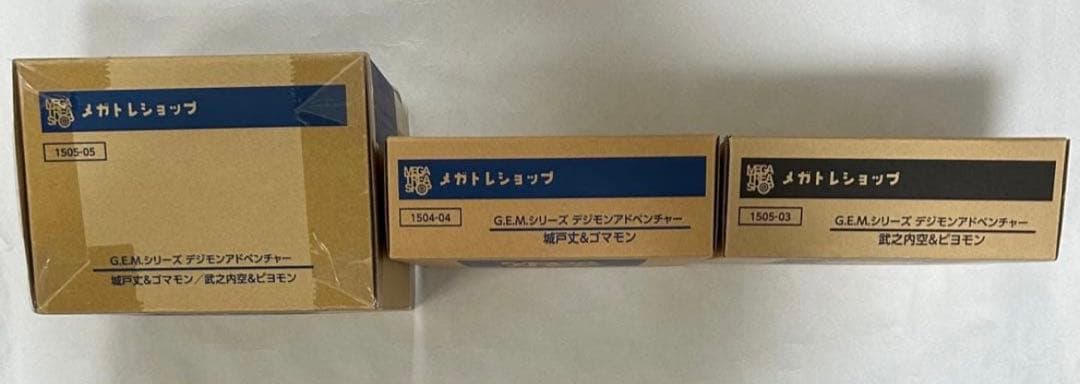 MEGA TREA SHOP メガトレショップ
1505-05
G.E.M.シリーズ デジモンアドベンチャー
城戸丈&ゴマモン/武之内空&ピヨモン
MEGA TREA SHOP メガトレショップ
1504-04
G.E.M.シリーズ デジモンアドベンチャー
城戸丈&ゴマモン
MEGA TREA SHOP メガトレショップ
1505-03
G.E.M.シリーズ デジモンアドベンチャー
武之内空&ピヨモン